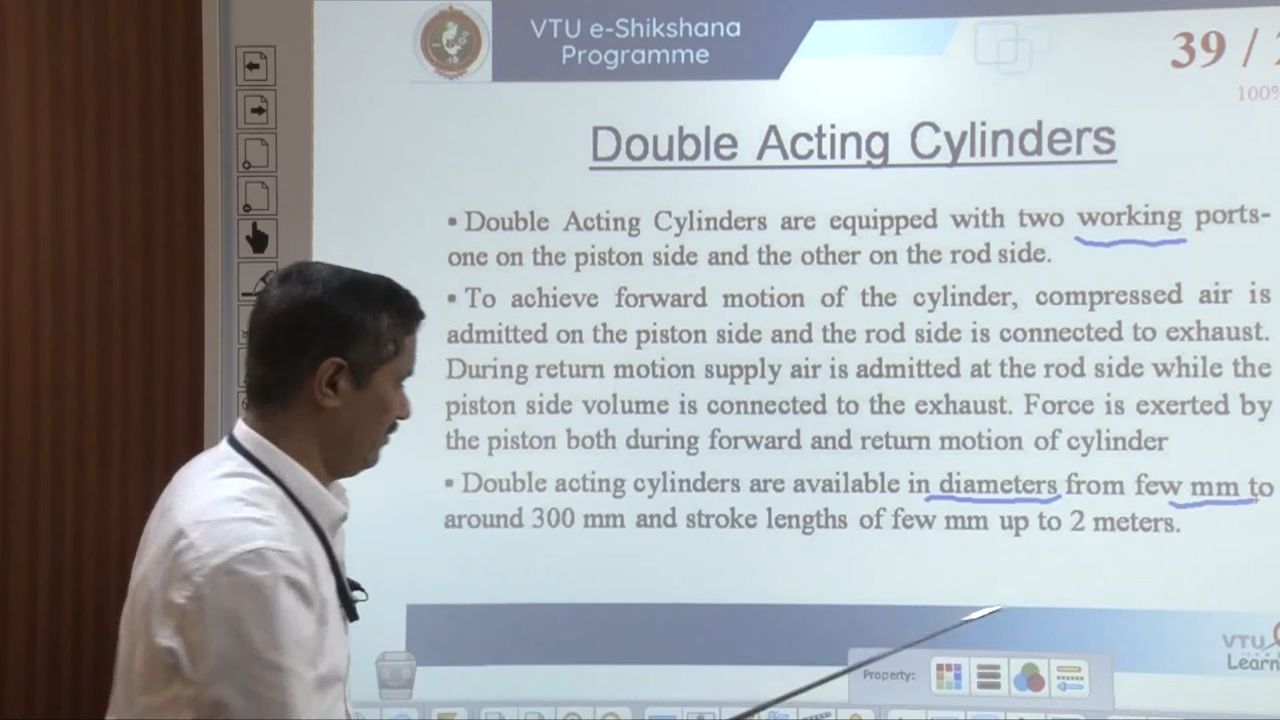 VTU e-Shikshana
Programme
39 /
100%
Double Acting Cylinders
▪ Double Acting Cylinders are equipped with two working ports-
one on the piston side and the other on the rod side.
▪ To achieve forward motion of the cylinder, compressed air is
admitted on the piston side and the rod side is connected to exhaust.
During return motion supply air is admitted at the rod side while the
piston side volume is connected to the exhaust. Force is exerted by
the piston both during forward and return motion of cylinder
▪ Double acting cylinders are available in diameters from few mm to
around 300 mm and stroke lengths of few mm up to 2 meters.
VTU
Learn
Property: